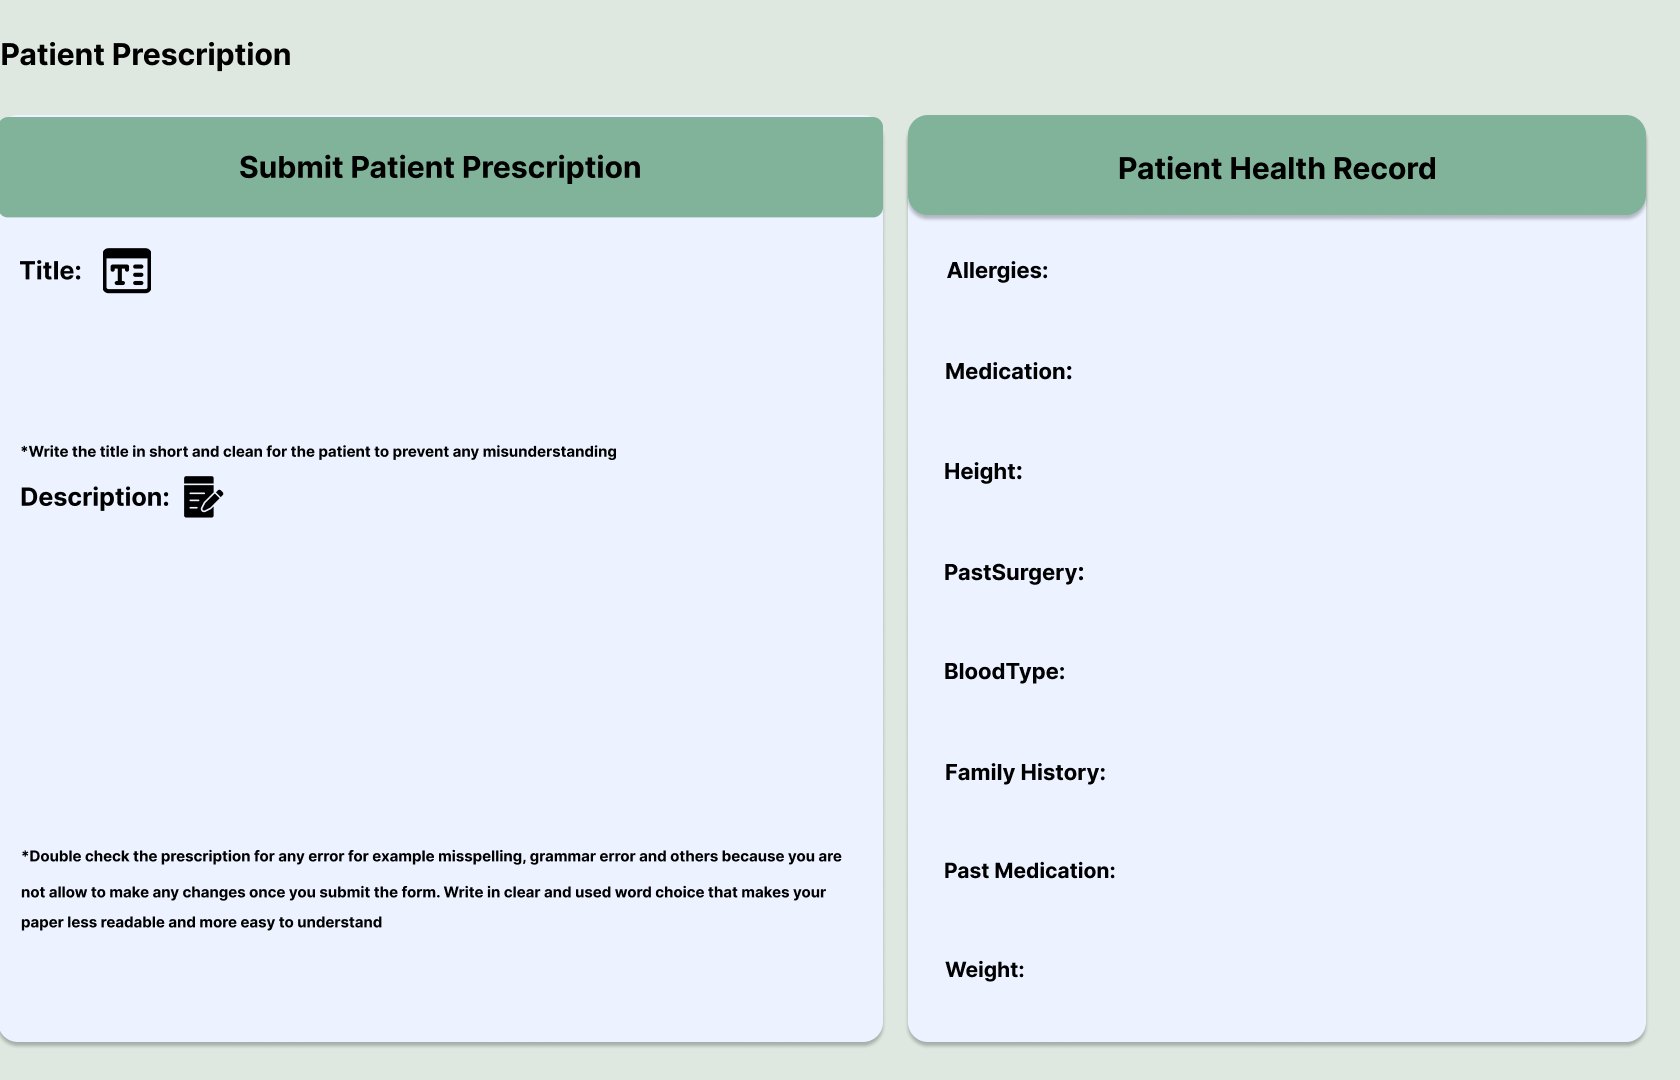 Patient Prescription
Submit Patient Prescription
Title:
*Write the title in short and clean for the patient to prevent any misunderstanding
Description:
*Double check the prescription for any error for example misspelling, grammar error and others because you are
not allow to make any changes once you submit the form. Write in clear and used word choice that makes your
paper less readable and more easy to understand
Patient Health Record
Allergies:
Medication:
Height:
PastSurgery:
BloodType:
Family History:
Past Medication:
Weight: